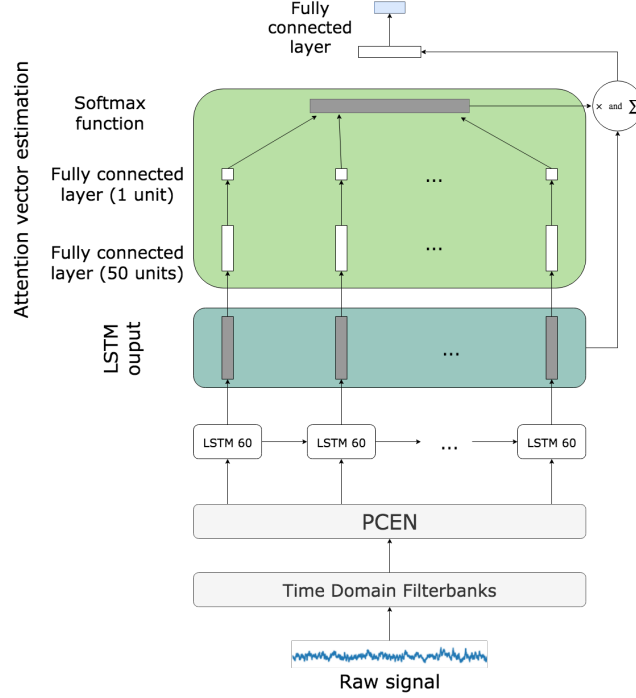 Fully
connected
layer
× and Σ
Attention vector estimation
Softmax
function
Fully connected
layer (1 unit)
...
Fully connected
layer (50 units)
...
LSTM
ouput
...
LSTM 60
LSTM 60
...
LSTM 60
PCEN
Time Domain Filterbanks
Raw signal